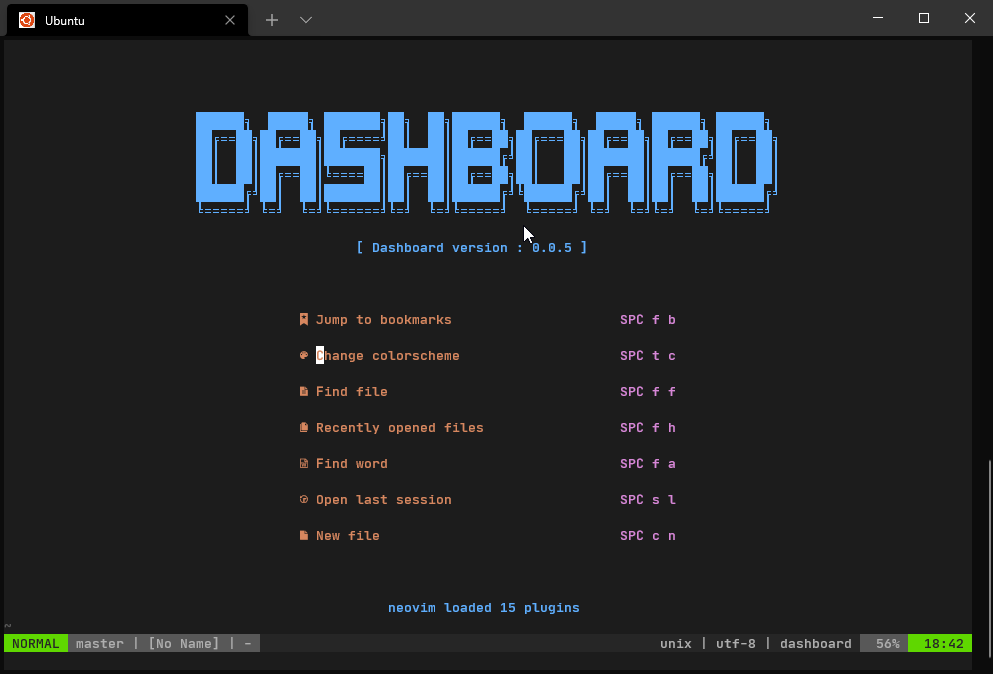 Ubuntu
DASHBOARD
[ Dashboard version : 0.0.5 ]
Jump to bookmarks SPC f b
Change colorscheme SPC t c
Find file SPC f f
Recently opened files SPC f h
Find word SPC f a
Open last session SPC s l
New file SPC c n
neovim loaded 15 plugins
~
NORMAL master | [No Name] | - unix | utf-8 | dashboard 56% 18:42